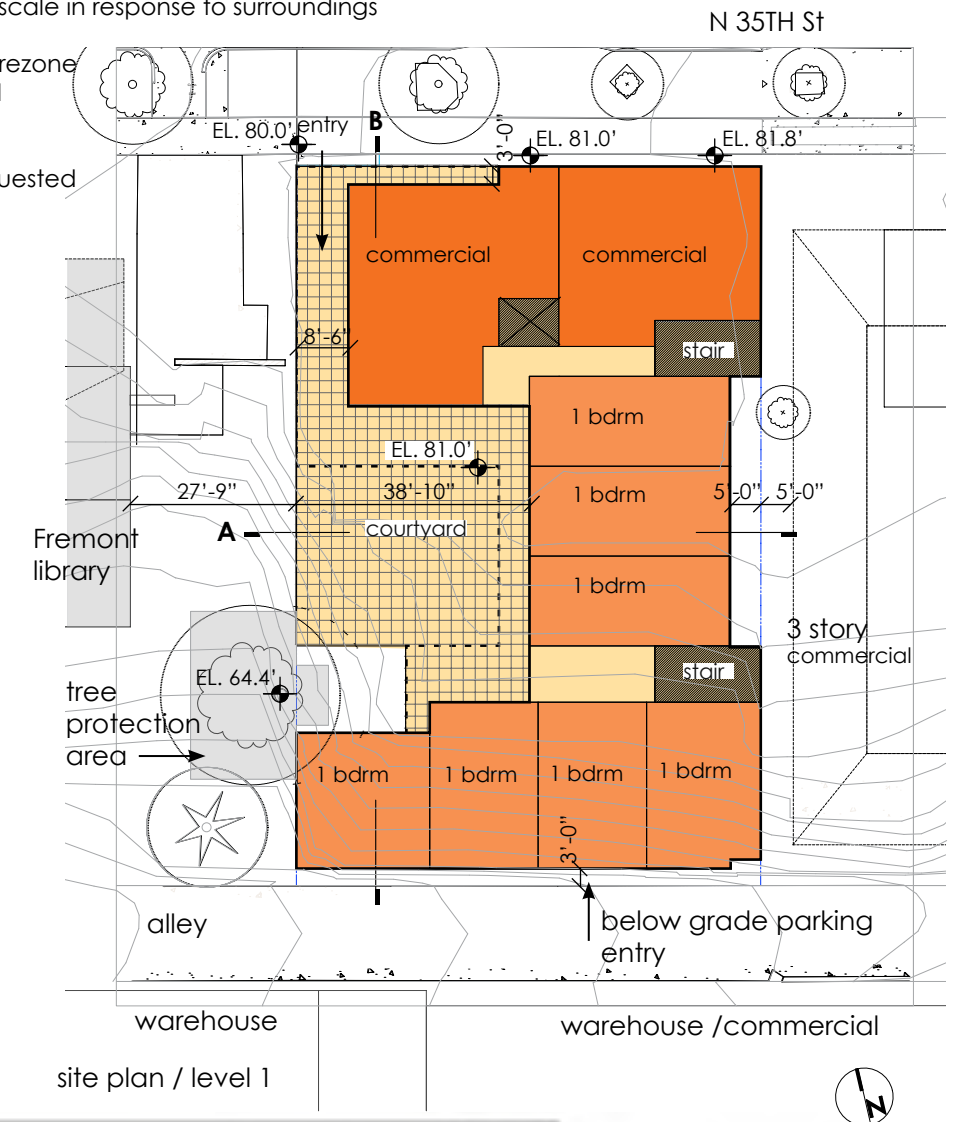 scale in response to surroundings
N 35TH St
rezone
uested
EL. 80.0'
entry
B
3'-0"
EL. 81.0'
EL. 81.8'
commercial
commercial
8'-6"
stair
1 bdrm
EL. 81.0'
27'-9"
38'-10"
1 bdrm
5'-0"
5'-0"
A
courtyard
Fremont
library
1 bdrm
3 story
commercial
EL. 64.4'
stair
tree
protection
area
1 bdrm
1 bdrm
1 bdrm
1 bdrm
3'-0"
alley
below grade parking
entry
warehouse
warehouse /commercial
site plan / level 1
N